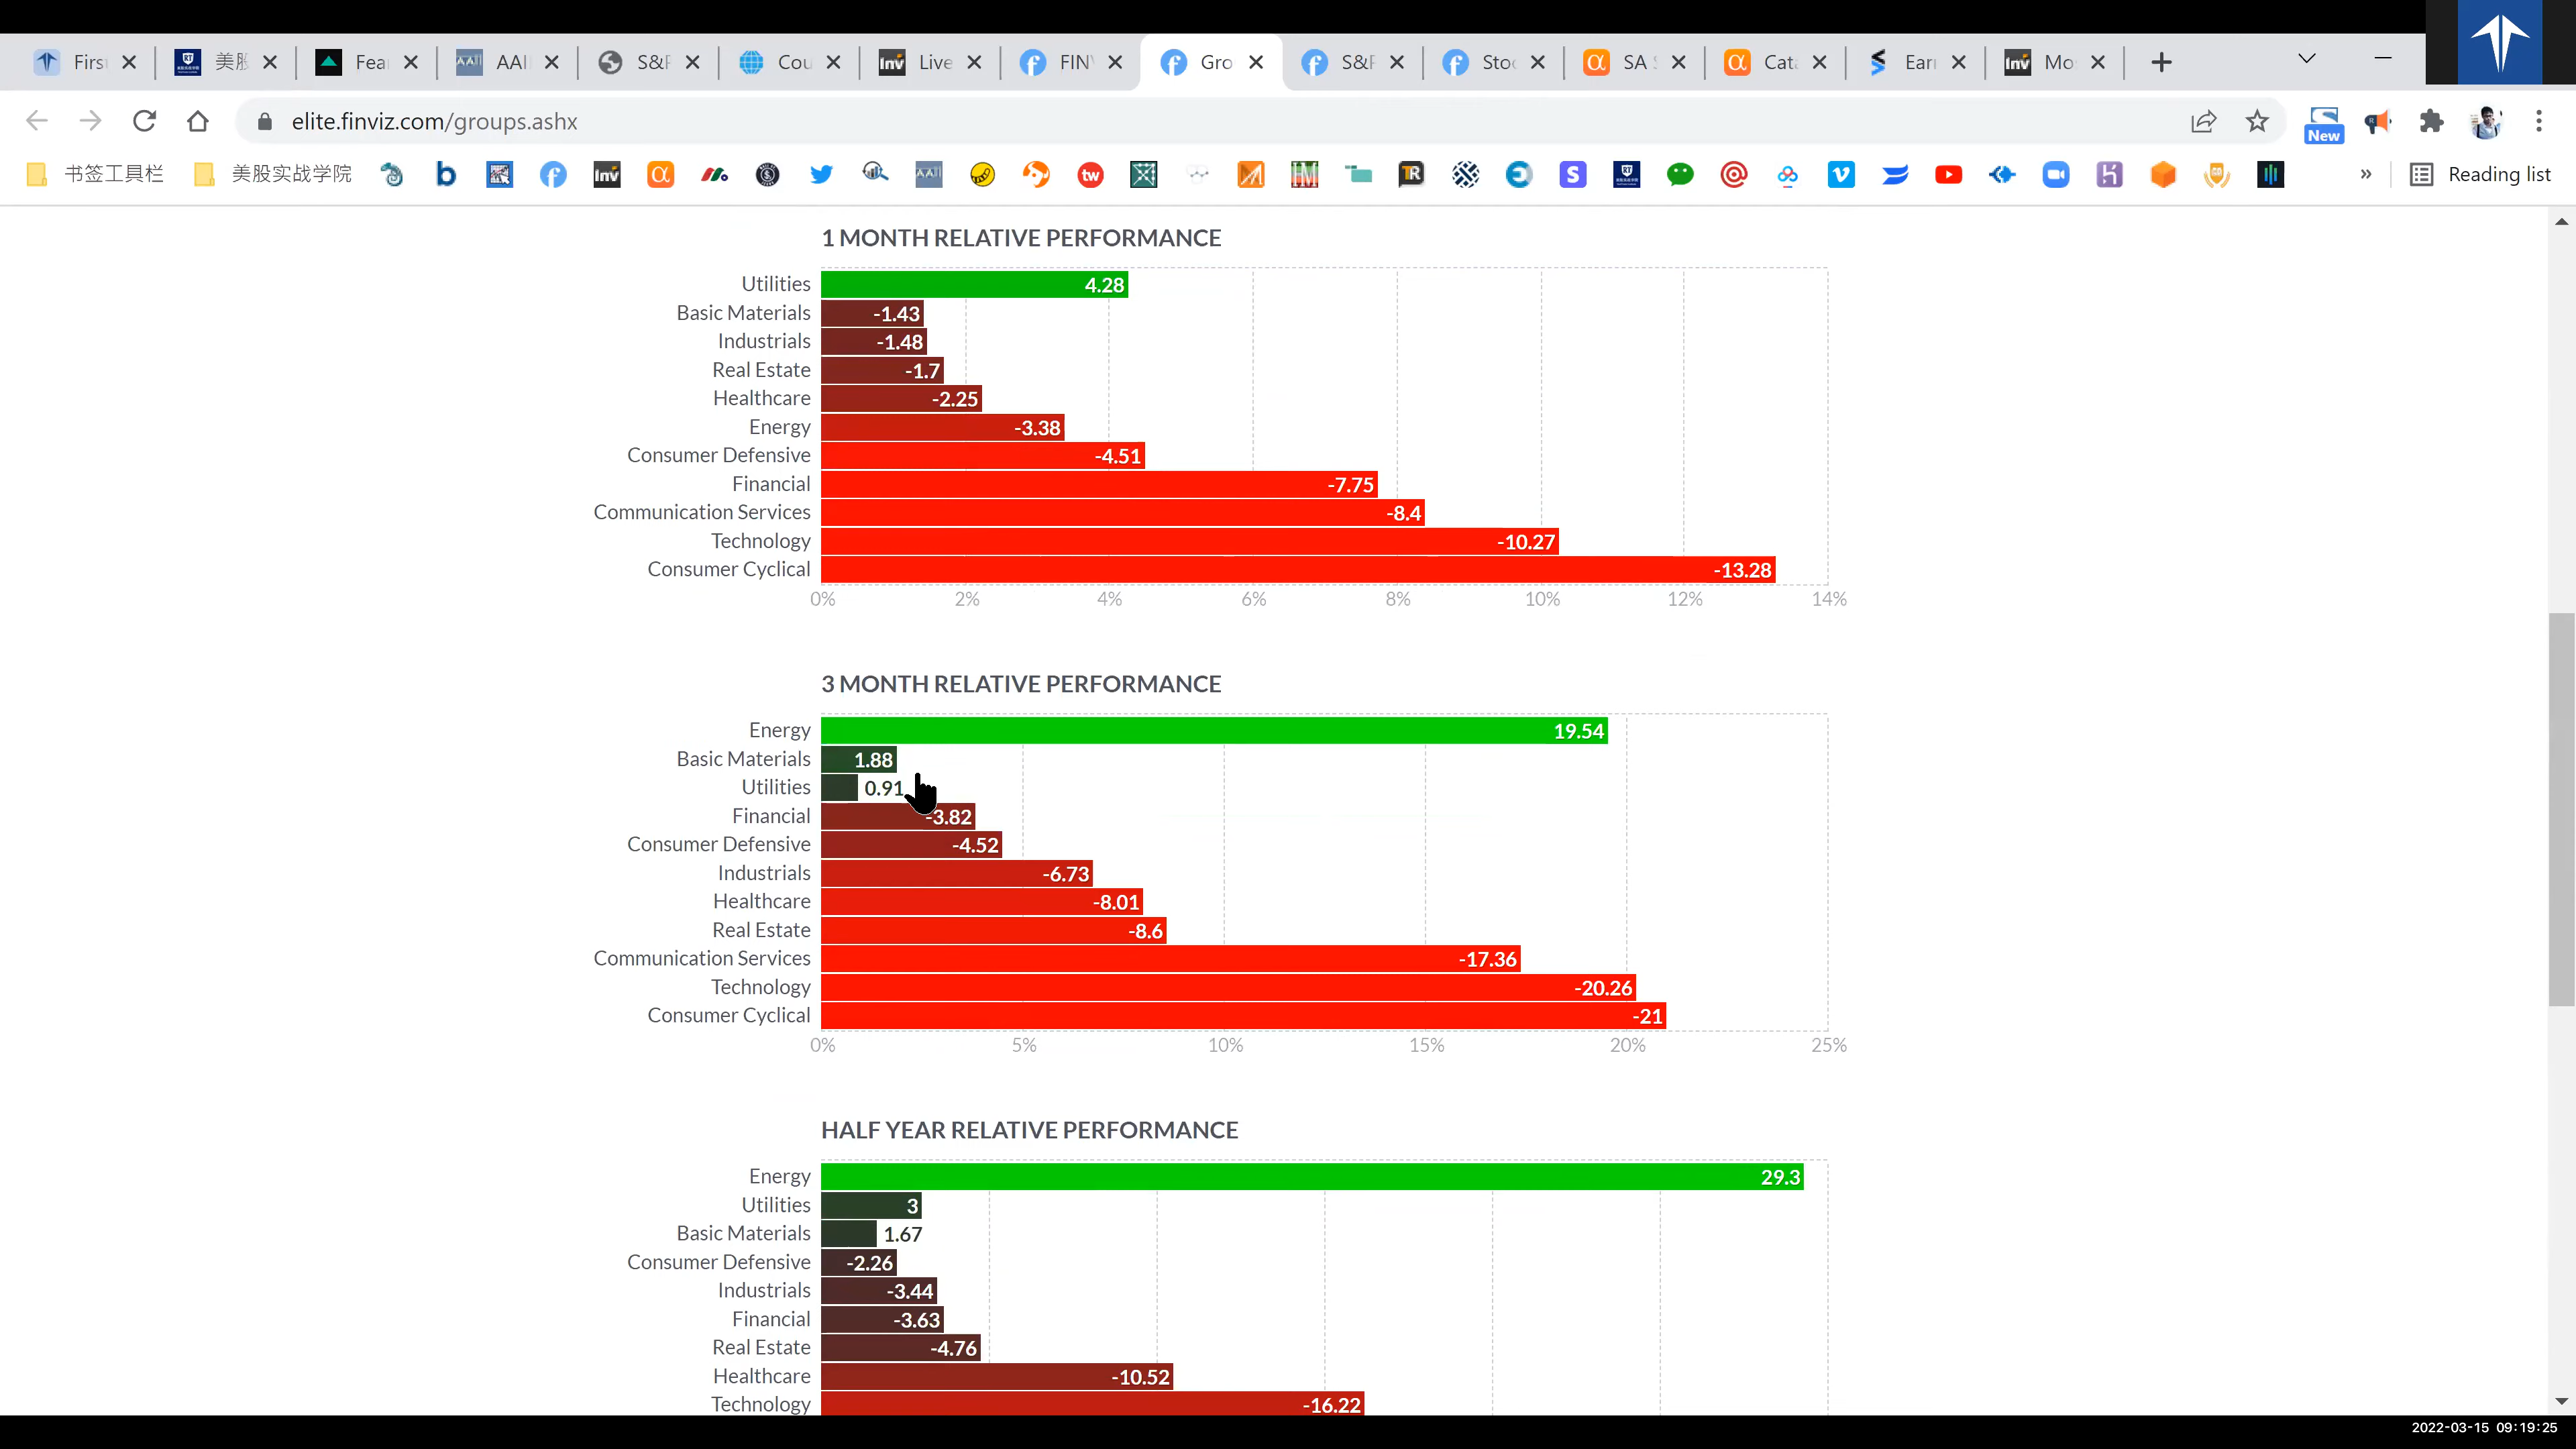 Firs
美股
Fear
AAI
S&P
Cou
Live
FINV
Gro
S&P
Stoc
SA S
Cata
Earn
Mo
elite.finviz.com/groups.ashx
New
书签工具栏
美股实战学院
Reading list
1 MONTH RELATIVE PERFORMANCE
Utilities 4.28
Basic Materials -1.43
Industrials -1.48
Real Estate -1.7
Healthcare -2.25
Energy -3.38
Consumer Defensive -4.51
Financial -7.75
Communication Services -8.4
Technology -10.27
Consumer Cyclical -13.28
0% 2% 4% 6% 8% 10% 12% 14%
3 MONTH RELATIVE PERFORMANCE
Energy 19.54
Basic Materials 1.88
Utilities 0.91
Financial -3.82
Consumer Defensive -4.52
Industrials -6.73
Healthcare -8.01
Real Estate -8.6
Communication Services -17.36
Technology -20.26
Consumer Cyclical -21
0% 5% 10% 15% 20% 25%
HALF YEAR RELATIVE PERFORMANCE
Energy 29.3
Utilities 3
Basic Materials 1.67
Consumer Defensive -2.26
Industrials -3.44
Financial -3.63
Real Estate -4.76
Healthcare -10.52
Technology -16.22
2022-03-15 09:19:25